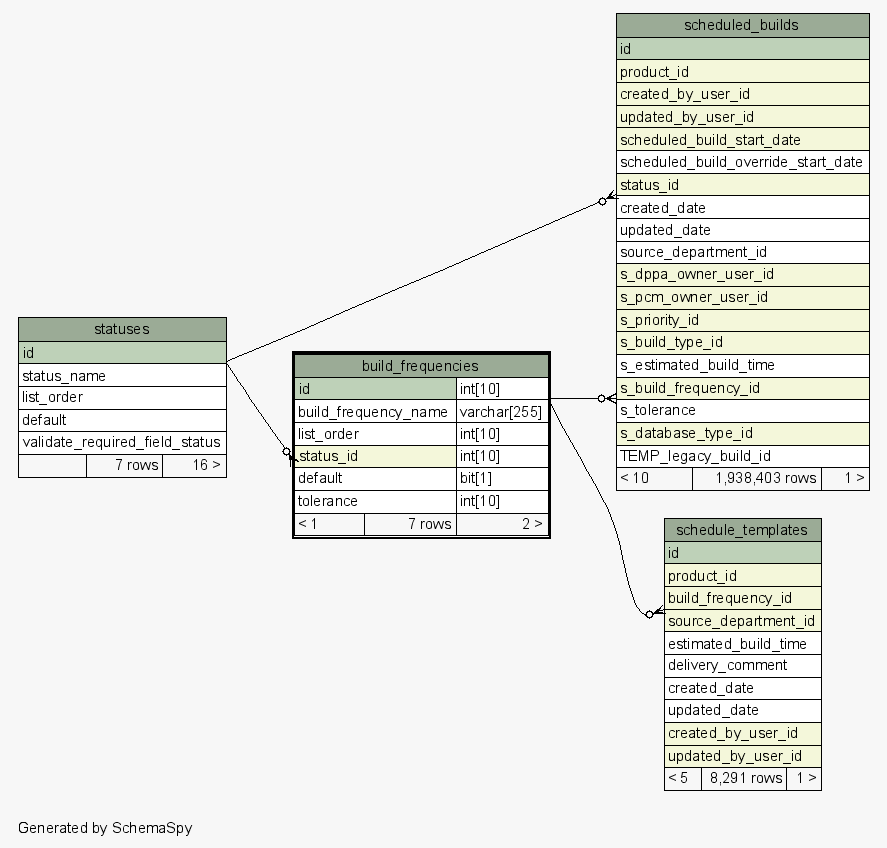 scheduled_builds
id
product_id
created_by_user_id
updated_by_user_id
scheduled_build_start_date
scheduled_build_override_start_date
status_id
created_date
updated_date
source_department_id
s_dppa_owner_user_id
s_pcm_owner_user_id
s_priority_id
s_build_type_id
s_estimated_build_time
s_build_frequency_id
s_tolerance
s_database_type_id
TEMP_legacy_build_id
< 10 1,938,403 rows 1 >
statuses
id
status_name
list_order
default
validate_required_field_status
7 rows 16 >
build_frequencies
id int[10]
build_frequency_name varchar[255]
list_order int[10]
status_id int[10]
default bit[1]
tolerance int[10]
< 1 7 rows 2 >
schedule_templates
id
product_id
build_frequency_id
source_department_id
estimated_build_time
delivery_comment
created_date
updated_date
created_by_user_id
updated_by_user_id
< 5 8,291 rows 1 >
Generated by SchemaSpy